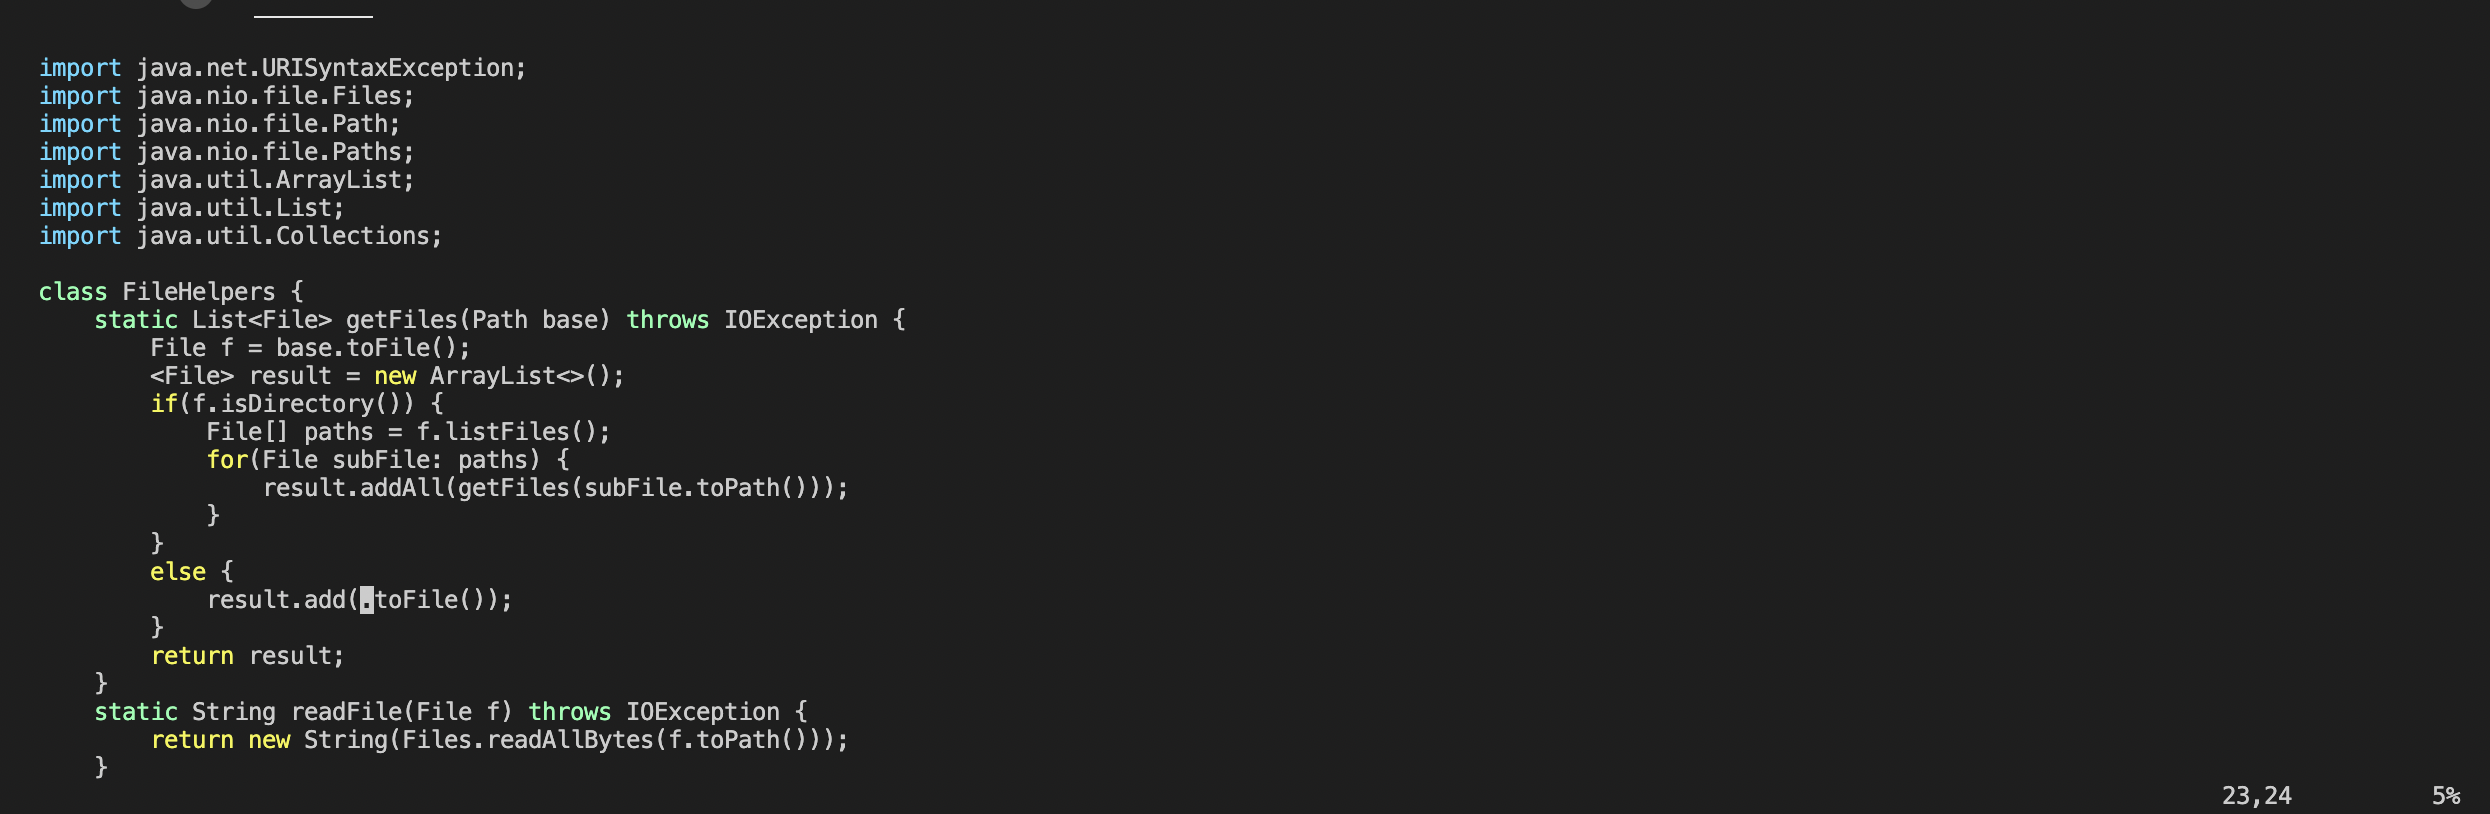 import java.net.URISyntaxException;
import java.nio.file.Files;
import java.nio.file.Path;
import java.nio.file.Paths;
import java.util.ArrayList;
import java.util.List;
import java.util.Collections;

class FileHelpers {
    static List<File> getFiles(Path base) throws IOException {
        File f = base.toFile();
        <File> result = new ArrayList<>();
        if(f.isDirectory()) {
            File[] paths = f.listFiles();
            for(File subFile: paths) {
                result.addAll(getFiles(subFile.toPath()));
            }
        }
        else {
            result.add(.toFile());
        }
        return result;
    }
    static String readFile(File f) throws IOException {
        return new String(Files.readAllBytes(f.toPath()));
    }
23,24 5%